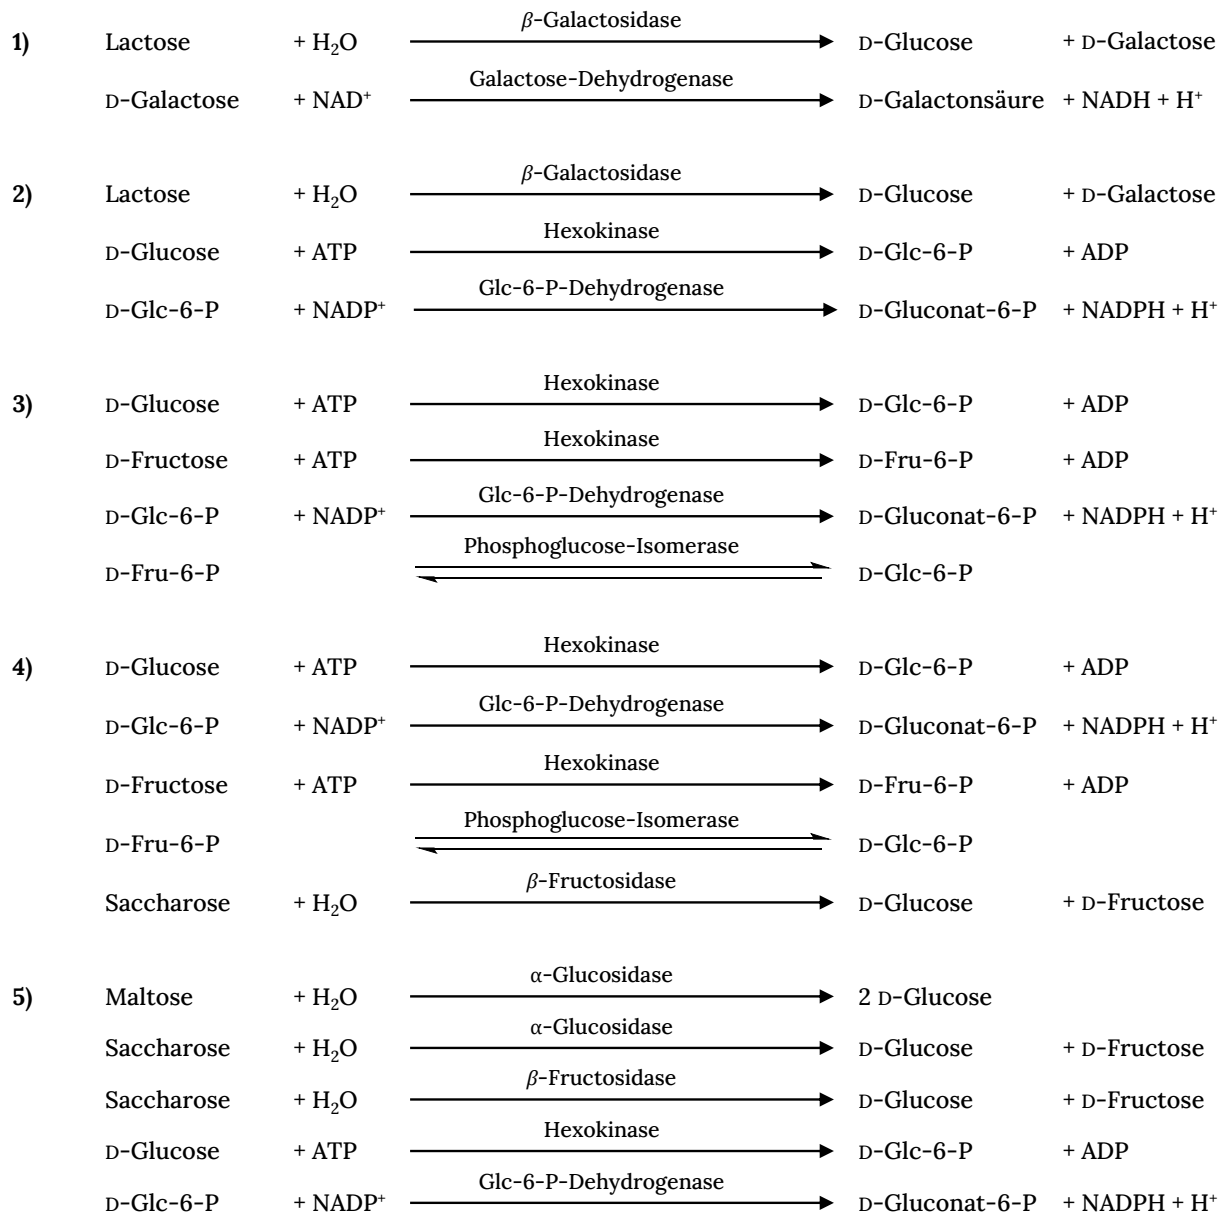 β-Galactosidase
1) Lactose + H₂O D-Glucose + D-Galactose
Galactose-Dehydrogenase
D-Galactose + NAD⁺ D-Galactonsäure + NADH + H⁺
β-Galactosidase
2) Lactose + H₂O D-Glucose + D-Galactose
Hexokinase
D-Glucose + ATP D-Glc-6-P + ADP
Glc-6-P-Dehydrogenase
D-Glc-6-P + NADP⁺ D-Gluconat-6-P + NADPH + H⁺
Hexokinase
3) D-Glucose + ATP D-Glc-6-P + ADP
Hexokinase
D-Fructose + ATP D-Fru-6-P + ADP
Glc-6-P-Dehydrogenase
D-Glc-6-P + NADP⁺ D-Gluconat-6-P + NADPH + H⁺
Phosphoglucose-Isomerase
D-Fru-6-P D-Glc-6-P
Hexokinase
4) D-Glucose + ATP D-Glc-6-P + ADP
Glc-6-P-Dehydrogenase
D-Glc-6-P + NADP⁺ D-Gluconat-6-P + NADPH + H⁺
Hexokinase
D-Fructose + ATP D-Fru-6-P + ADP
Phosphoglucose-Isomerase
D-Fru-6-P D-Glc-6-P
β-Fructosidase
Saccharose + H₂O D-Glucose + D-Fructose
α-Glucosidase
5) Maltose + H₂O 2 D-Glucose
α-Glucosidase
Saccharose + H₂O D-Glucose + D-Fructose
β-Fructosidase
Saccharose + H₂O D-Glucose + D-Fructose
Hexokinase
D-Glucose + ATP D-Glc-6-P + ADP
Glc-6-P-Dehydrogenase
D-Glc-6-P + NADP⁺ D-Gluconat-6-P + NADPH + H⁺